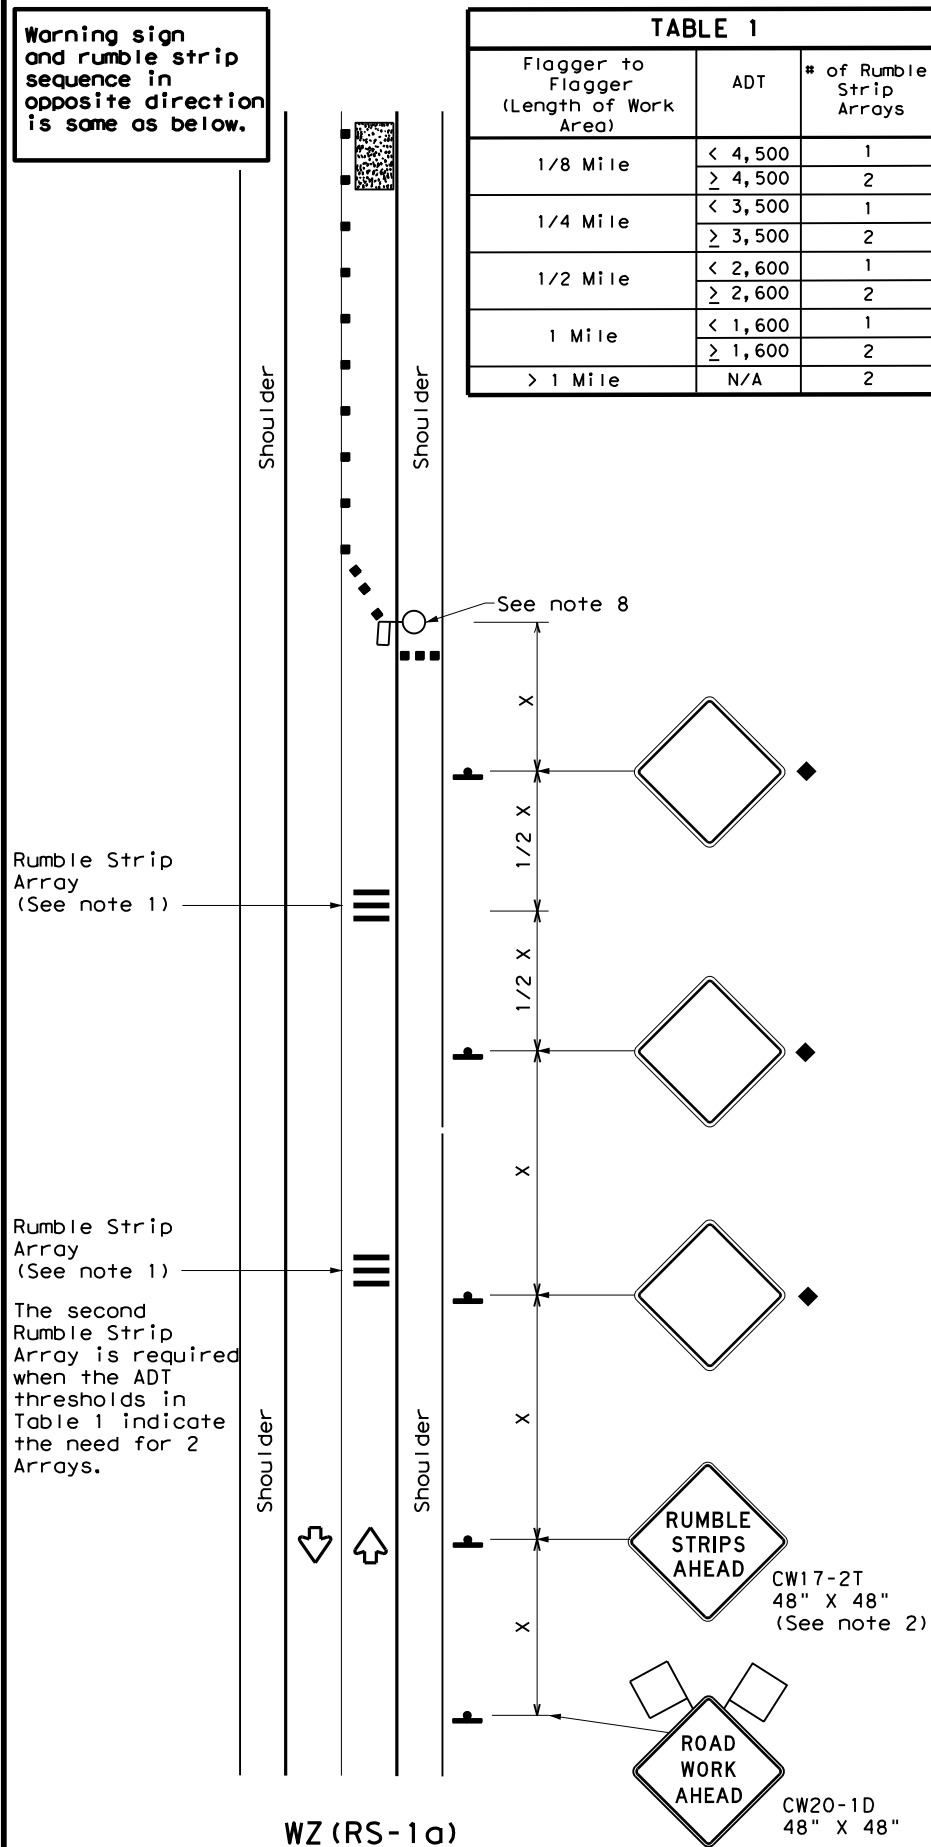 Warning sign
and rumble strip
sequence in
opposite direction
is same as below.
TABLE 1
Flagger to
Flagger
(Length of Work
Area)
ADT
# of Rumble
Strip
Arrays
1/8 Mile
< 4,500
1
≥ 4,500
2
1/4 Mile
< 3,500
1
≥ 3,500
2
1/2 Mile
< 2,600
1
≥ 2,600
2
1 Mile
< 1,600
1
≥ 1,600
2
> 1 Mile
N/A
2
Shoulder
Shoulder
See note 8
X
1/2 X
Rumble Strip
Array
(See note 1)
1/2 X
X
Rumble Strip
Array
(See note 1)
The second
Rumble Strip
Array is required
when the ADT
thresholds in
Table 1 indicate
the need for 2
Arrays.
Shoulder
Shoulder
X
RUMBLE
STRIPS
AHEAD
CW17-2T
48" X 48"
(See note 2)
X
ROAD
WORK
AHEAD
CW20-1D
48" X 48"
WZ(RS-1a)